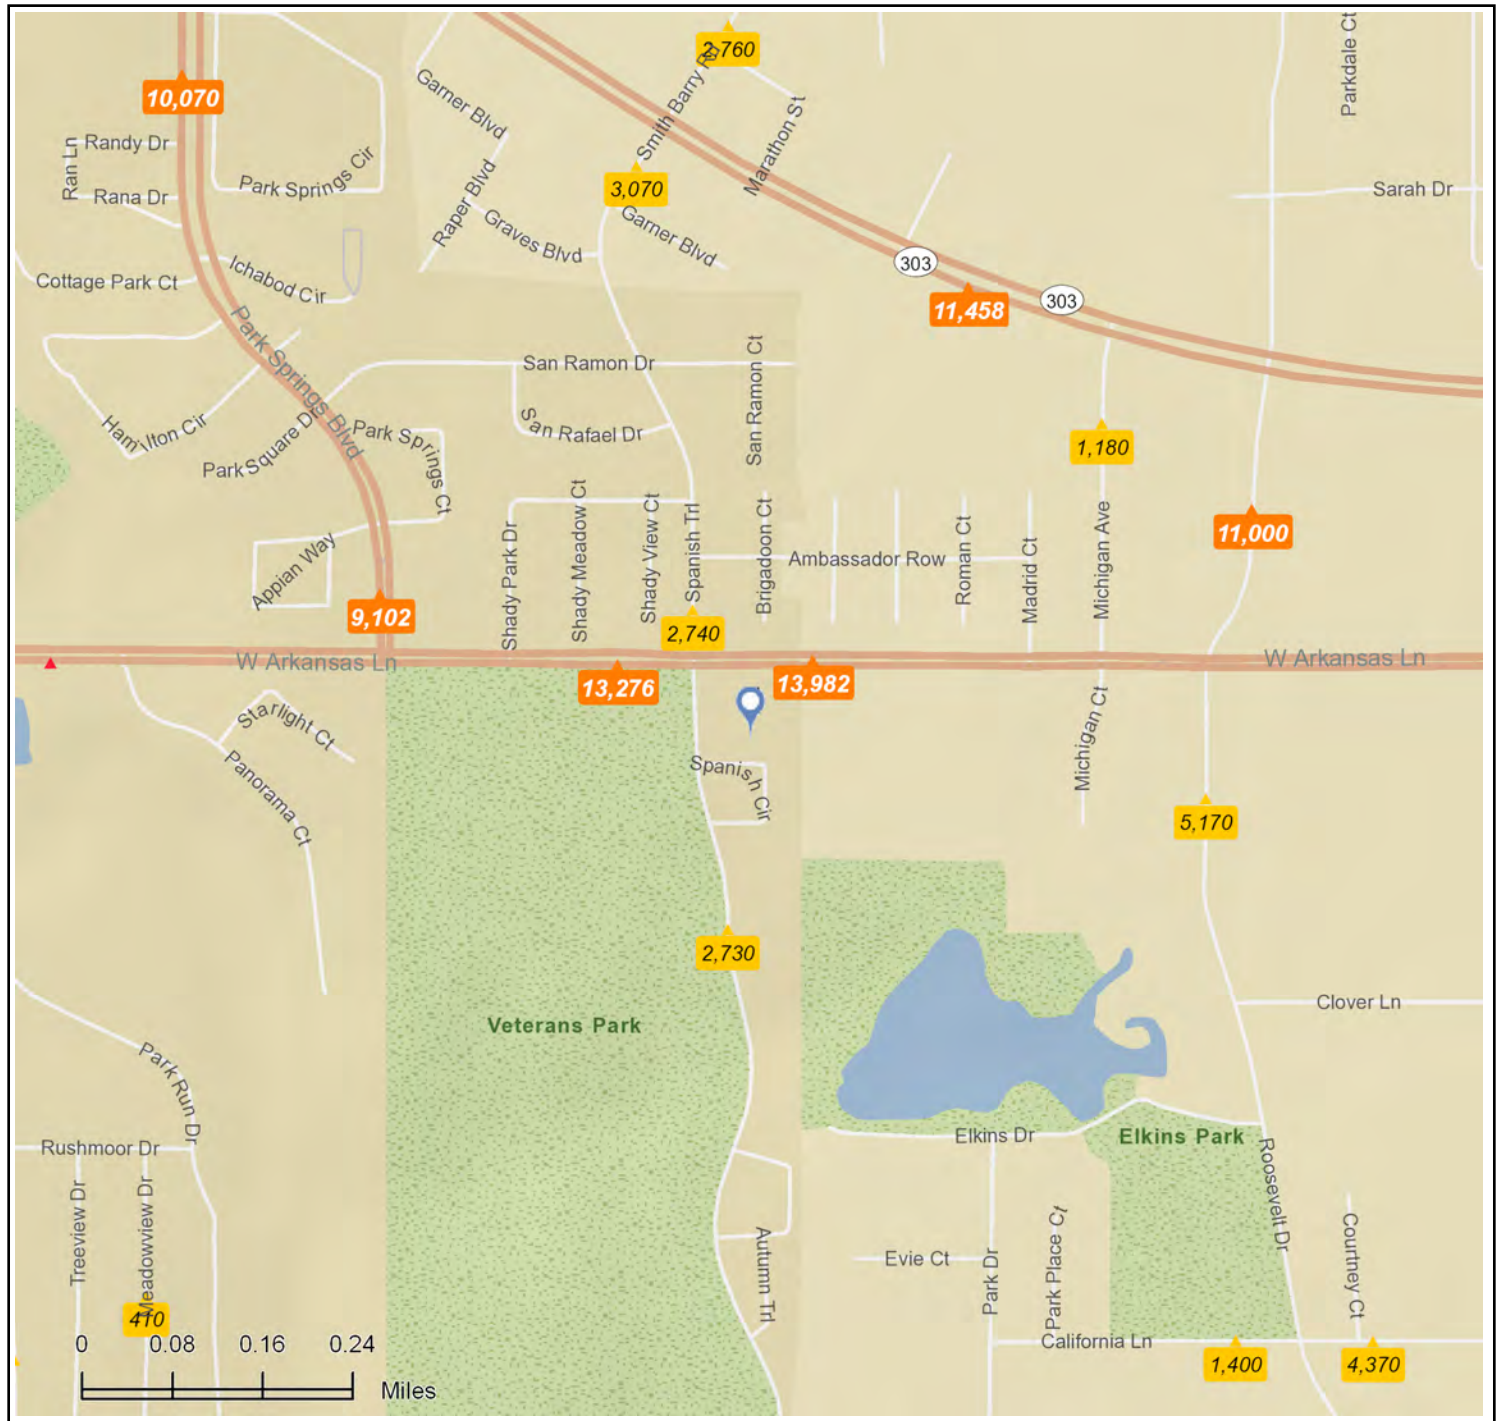 Parkdale Ct
2,760
10,070
Garner Blvd
Smith Barry Rd
Marathon St
Ran Ln
Randy Dr
Rana Dr
Park Springs Cir
3,070
Sarah Dr
Raper Blvd
Graves Blvd
Garner Blvd
303
303
11,458
Cottage Park Ct
Ichabod Cir
Park Springs Blvd
San Ramon Dr
San Ramon Ct
Hamilton Cir
Park Square Dr
Park Springs Ct
San Rafael Dr
1,180
Shady Park Dr
Shady Meadow Ct
Shady View Ct
Spanish Trl
Brigadoon Ct
Ambassador Row
Roman Ct
Madrid Ct
Michigan Ave
11,000
Appian Way
9,102
2,740
W Arkansas Ln
W Arkansas Ln
13,276
13,982
Starlight Ct
Panorama Ct
Spanish Cir
Michigan Ct
5,170
2,730
Veterans Park
Clover Ln
Park Run Dr
Rushmoor Dr
Elkins Dr
Elkins Park
Roosevelt Dr
Treeview Dr
Meadowview Dr
Autumn Trl
Evie Ct
Park Dr
Park Place Ct
Courtney Ct
410
California Ln
1,400
4,370
0 0.08 0.16 0.24
Miles